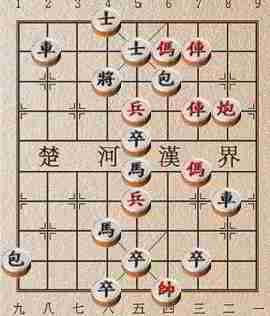 1 2 3 4 5 6 7 8 9
士
車 士 傌 俥
將 包
兵 俥 炮
卒
楚 河 漢 界
馬 傌
兵 車
馬
包 卒 卒
卒 帥
九 八 七 六 五 四 三 二 一